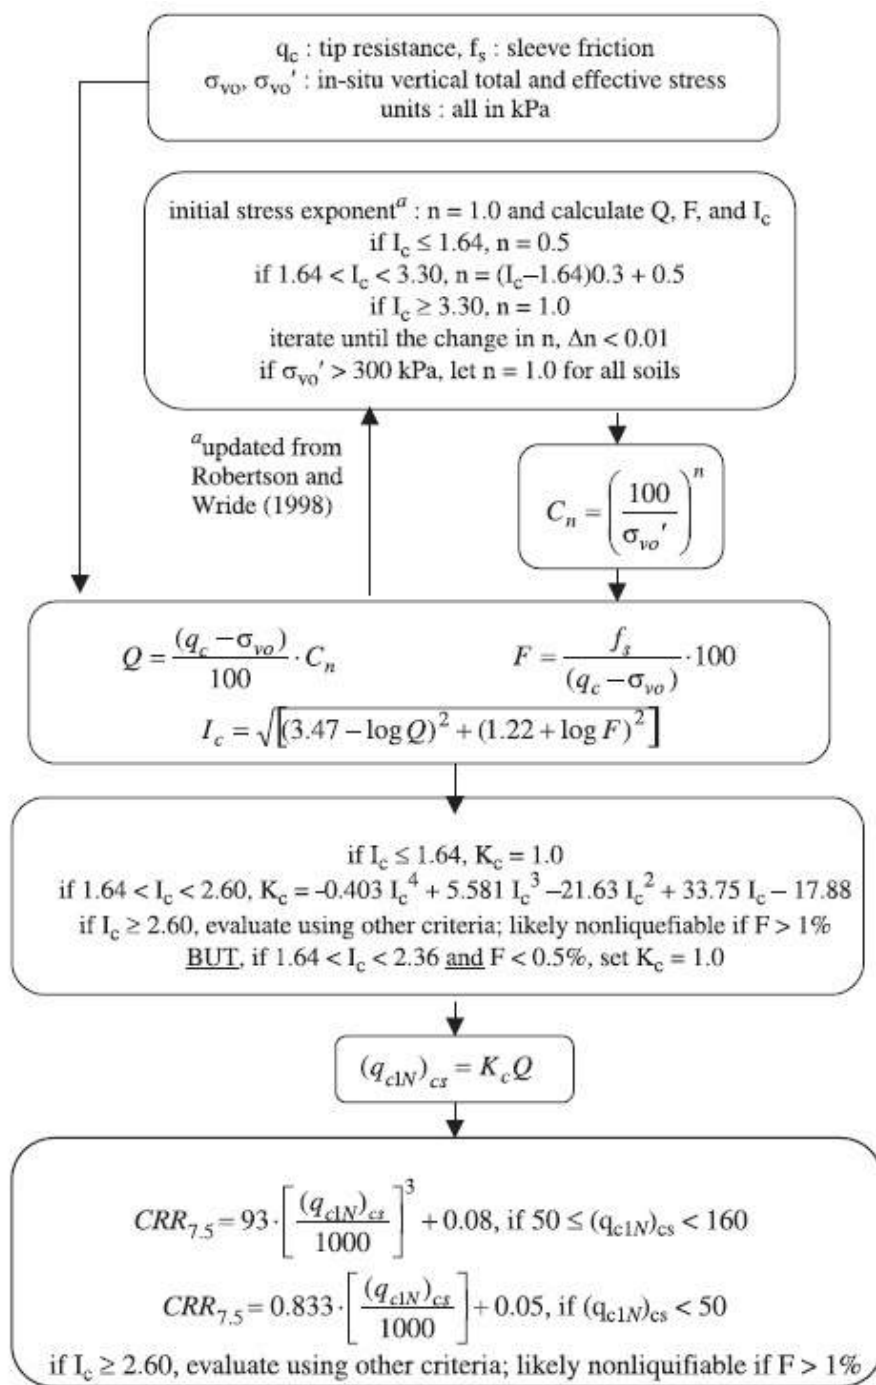 q_c : tip resistance, f_s : sleeve friction
σ_vo, σ_vo′ : in-situ vertical total and effective stress
units : all in kPa
initial stress exponent^a : n = 1.0 and calculate Q, F, and I_c
if I_c ≤ 1.64, n = 0.5
if 1.64 < I_c < 3.30, n = (I_c–1.64)0.3 + 0.5
if I_c ≥ 3.30, n = 1.0
iterate until the change in n, Δn < 0.01
if σ_vo′ > 300 kPa, let n = 1.0 for all soils
^a updated from
Robertson and
Wride (1998)
C_n = (100 / σ_vo′)^n
Q = (q_c – σ_vo) / 100 · C_n
F = f_s / (q_c – σ_vo) · 100
I_c = √[(3.47 – log Q)^2 + (1.22 + log F)^2]
if I_c ≤ 1.64, K_c = 1.0
if 1.64 < I_c < 2.60, K_c = -0.403 I_c^4 + 5.581 I_c^3 –21.63 I_c^2 + 33.75 I_c – 17.88
if I_c ≥ 2.60, evaluate using other criteria; likely nonliquefiable if F > 1%
BUT, if 1.64 < I_c < 2.36 and F < 0.5%, set K_c = 1.0
(q_c1N)_cs = K_c Q
CRR_7.5 = 93 · [(q_c1N)_cs / 1000]^3 + 0.08, if 50 ≤ (q_c1N)_cs < 160
CRR_7.5 = 0.833 · [(q_c1N)_cs / 1000] + 0.05, if (q_c1N)_cs < 50
if I_c ≥ 2.60, evaluate using other criteria; likely nonliquifiable if F > 1%